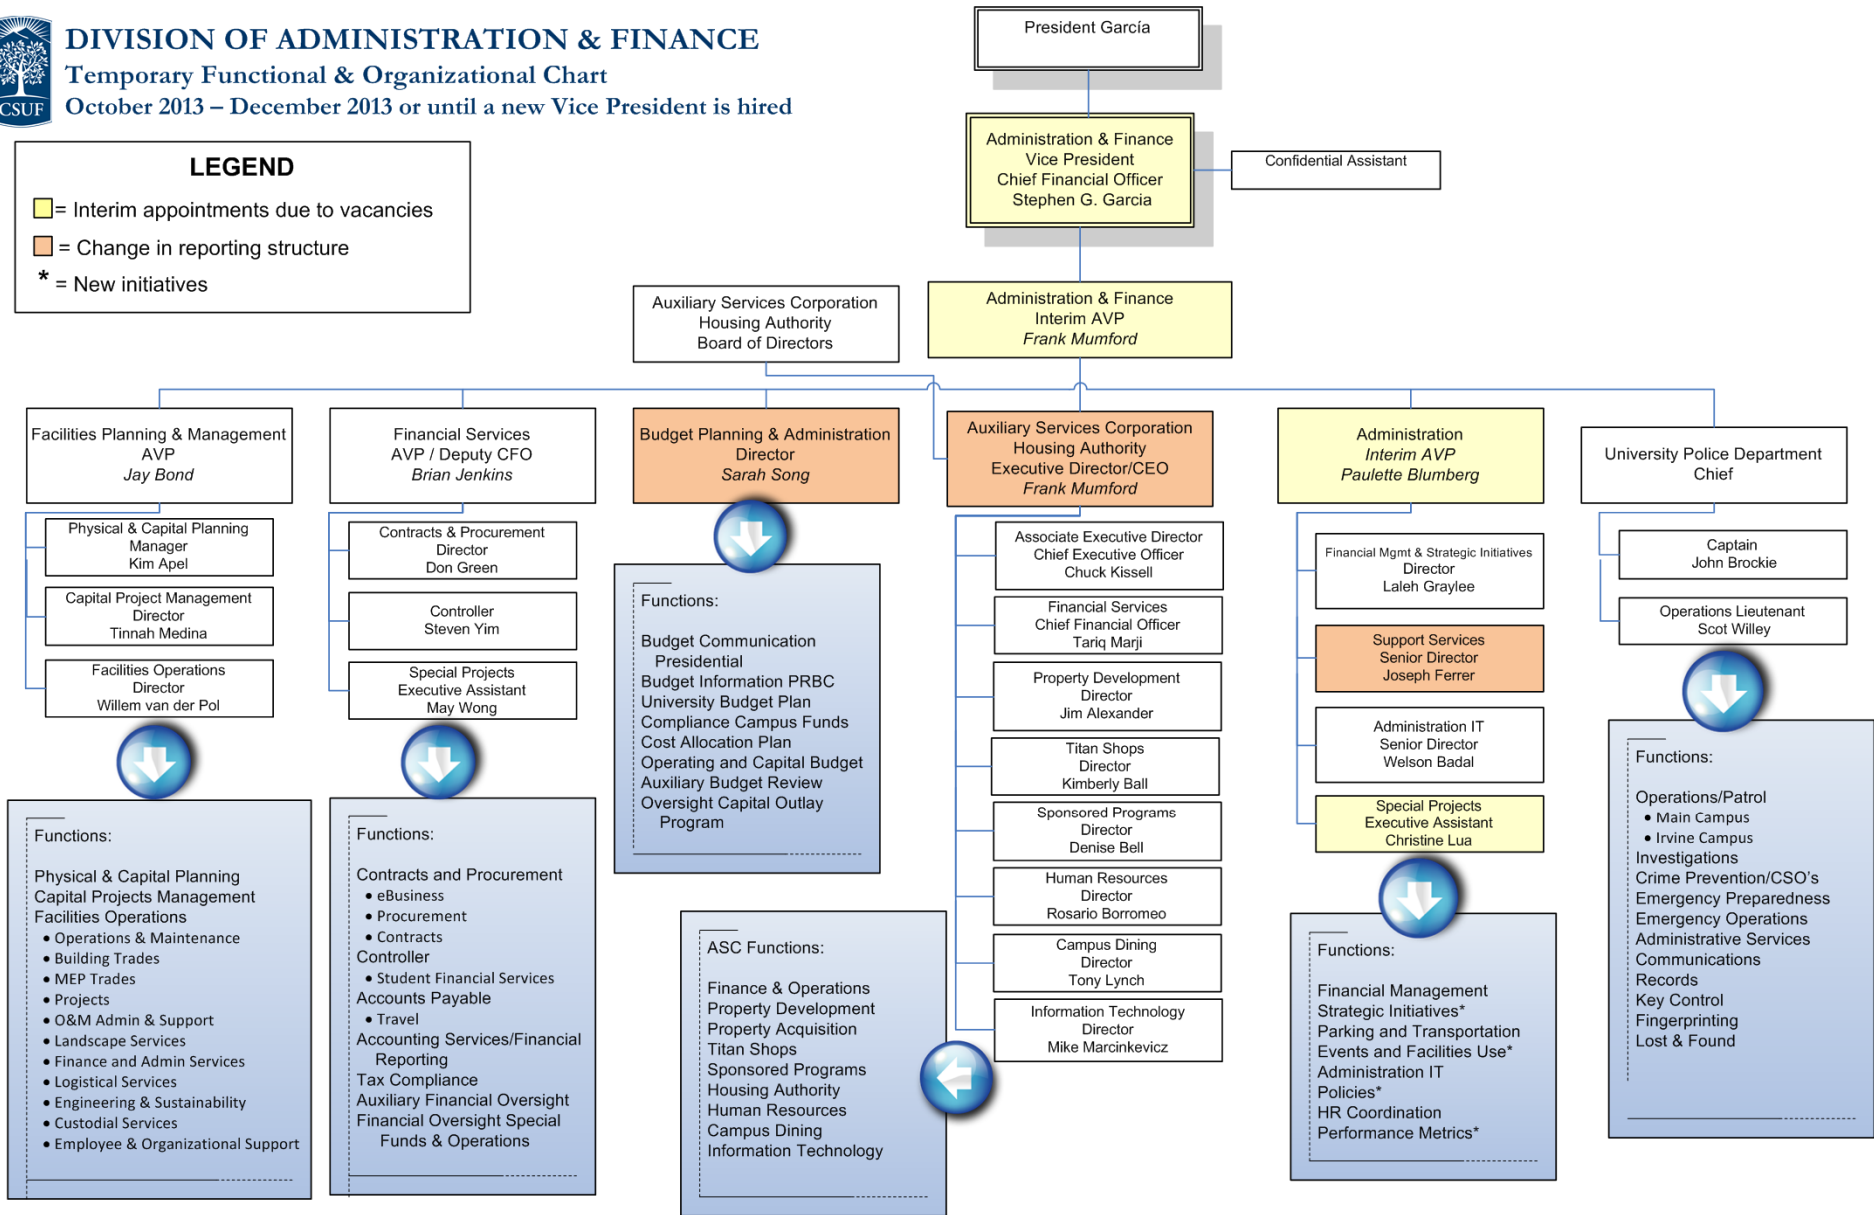 CSUF
DIVISION OF ADMINISTRATION & FINANCE
Temporary Functional & Organizational Chart
October 2013 – December 2013 or until a new Vice President is hired
LEGEND
= Interim appointments due to vacancies
= Change in reporting structure
* = New initiatives
President García
Administration & Finance
Vice President
Chief Financial Officer
Stephen G. Garcia
Confidential Assistant
Auxiliary Services Corporation
Housing Authority
Board of Directors
Administration & Finance
Interim AVP
Frank Mumford
Facilities Planning & Management
AVP
Jay Bond
Physical & Capital Planning
Manager
Kim Apel
Capital Project Management
Director
Tinnah Medina
Facilities Operations
Director
Willem van der Pol
Functions:
Physical & Capital Planning
Capital Projects Management
Facilities Operations
• Operations & Maintenance
• Building Trades
• MEP Trades
• Projects
• O&M Admin & Support
• Landscape Services
• Finance and Admin Services
• Logistical Services
• Engineering & Sustainability
• Custodial Services
• Employee & Organizational Support
Financial Services
AVP / Deputy CFO
Brian Jenkins
Contracts & Procurement
Director
Don Green
Controller
Steven Yim
Special Projects
Executive Assistant
May Wong
Functions:
Contracts and Procurement
• eBusiness
• Procurement
• Contracts
Controller
• Student Financial Services
Accounts Payable
• Travel
Accounting Services/Financial
Reporting
Tax Compliance
Auxiliary Financial Oversight
Financial Oversight Special
Funds & Operations
Budget Planning & Administration
Director
Sarah Song
Functions:
Budget Communication
Presidential
Budget Information PRBC
University Budget Plan
Compliance Campus Funds
Cost Allocation Plan
Operating and Capital Budget
Auxiliary Budget Review
Oversight Capital Outlay
Program
Auxiliary Services Corporation
Housing Authority
Executive Director/CEO
Frank Mumford
Associate Executive Director
Chief Executive Officer
Chuck Kissell
Financial Services
Chief Financial Officer
Tariq Marji
Property Development
Director
Jim Alexander
Titan Shops
Director
Kimberly Ball
Sponsored Programs
Director
Denise Bell
Human Resources
Director
Rosario Borromeo
Campus Dining
Director
Tony Lynch
Information Technology
Director
Mike Marcinkevicz
ASC Functions:
Finance & Operations
Property Development
Property Acquisition
Titan Shops
Sponsored Programs
Housing Authority
Human Resources
Campus Dining
Information Technology
Administration
Interim AVP
Paulette Blumberg
Financial Mgmt & Strategic Initiatives
Director
Laleh Graylee
Support Services
Senior Director
Joseph Ferrer
Administration IT
Senior Director
Welson Badal
Special Projects
Executive Assistant
Christine Lua
Functions:
Financial Management
Strategic Initiatives*
Parking and Transportation
Events and Facilities Use*
Administration IT
Policies*
HR Coordination
Performance Metrics*
University Police Department
Chief
Captain
John Brockie
Operations Lieutenant
Scot Willey
Functions:
Operations/Patrol
• Main Campus
• Irvine Campus
Investigations
Crime Prevention/CSO's
Emergency Preparedness
Emergency Operations
Administrative Services
Communications
Records
Key Control
Fingerprinting
Lost & Found